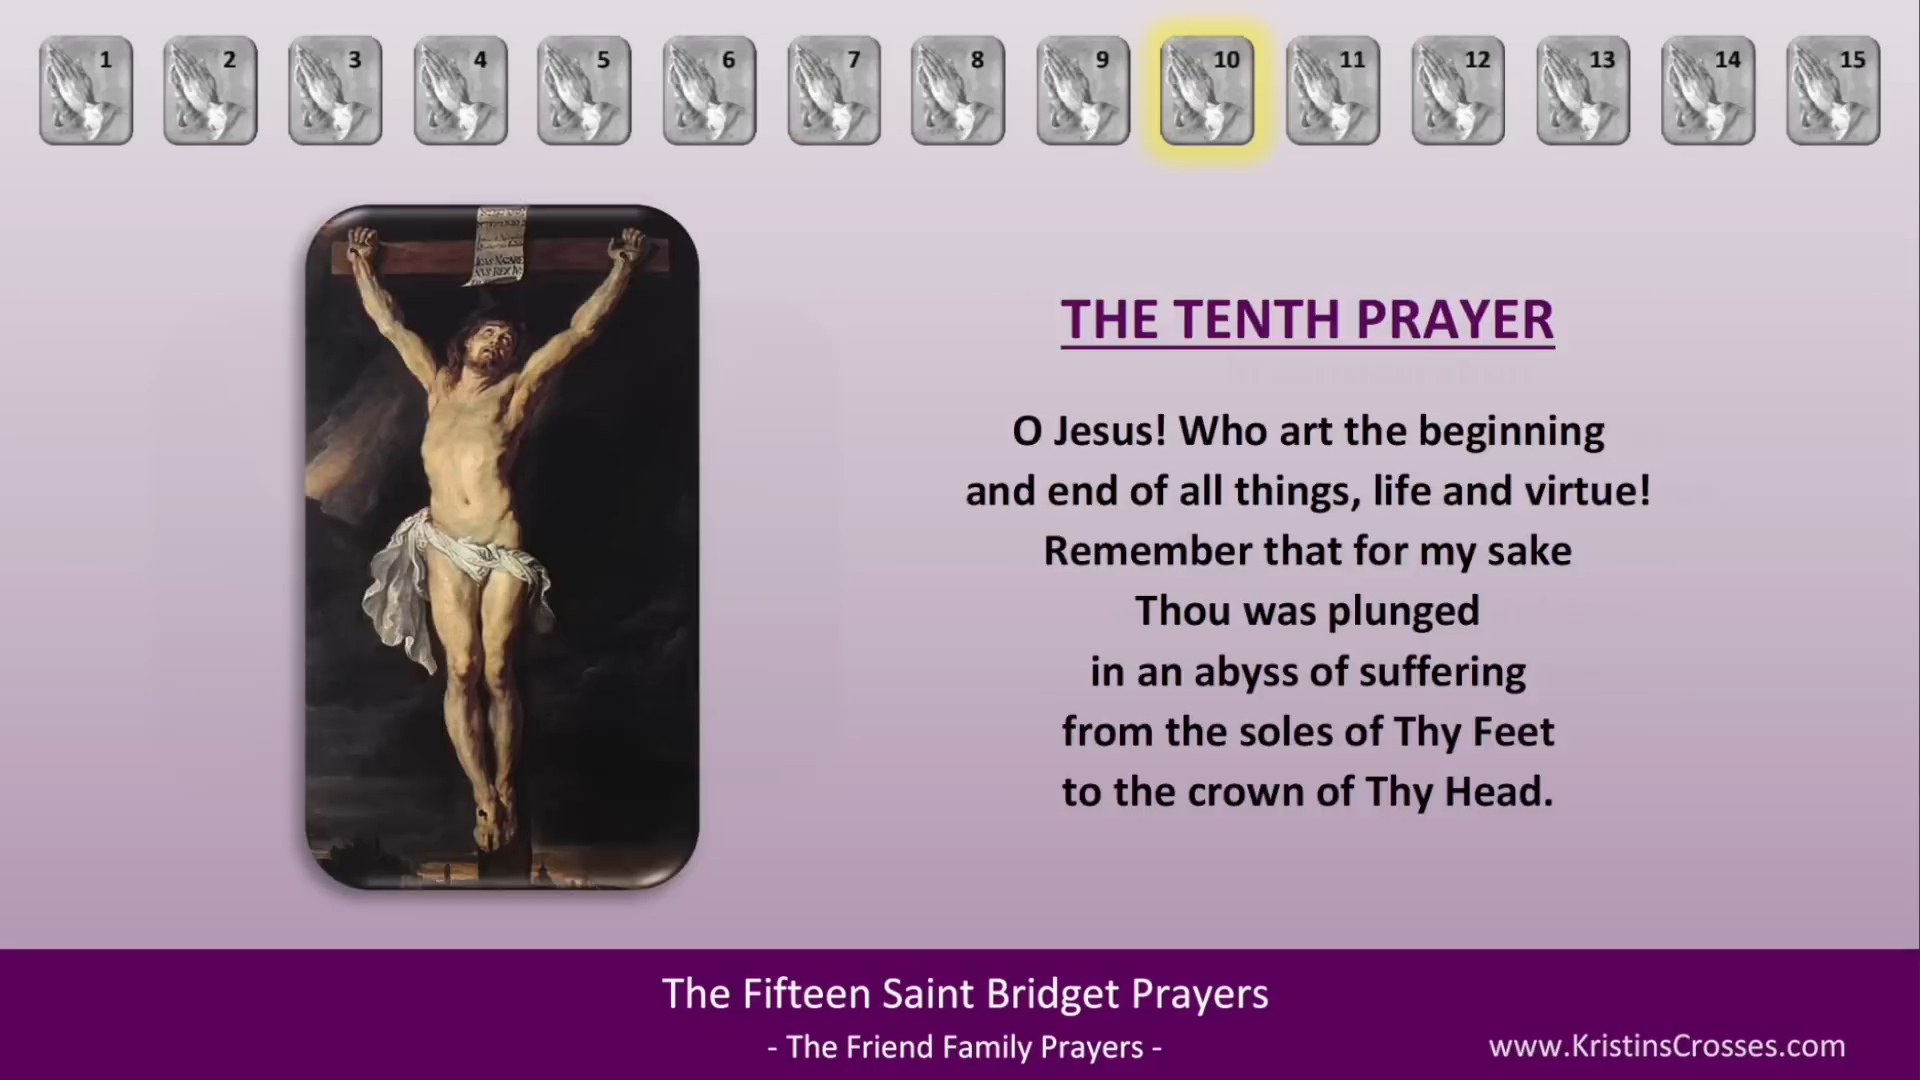 1 2 3 4 5 6 7 8 9 10 11 12 13 14 15
THE TENTH PRAYER
O Jesus! Who art the beginning
and end of all things, life and virtue!
Remember that for my sake
Thou was plunged
in an abyss of suffering
from the soles of Thy Feet
to the crown of Thy Head.
The Fifteen Saint Bridget Prayers
- The Friend Family Prayers -
www.KristinsCrosses.com